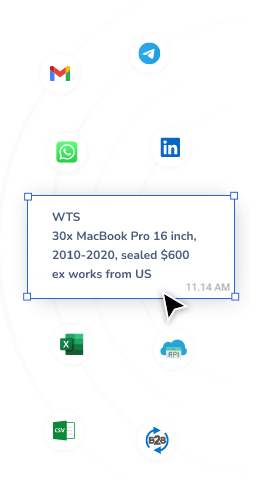 WTS
30x MacBook Pro 16 inch,
2010-2020, sealed $600
ex works from US
11.14 AM
X
API
CSV
B2B